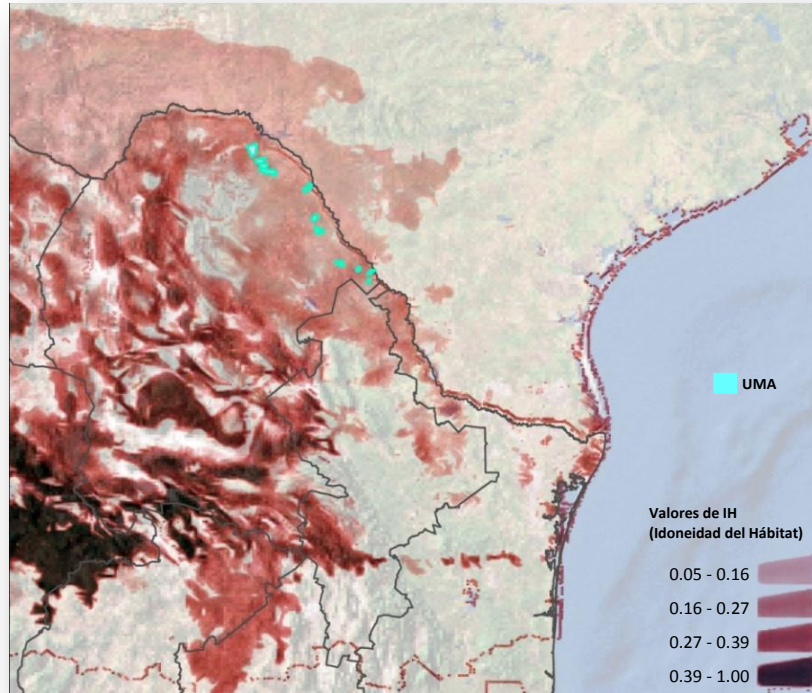 UMA
Valores de IH
(Idoneidad del Hábitat)
0.05 - 0.16
0.16 - 0.27
0.27 - 0.39
0.39 - 1.00